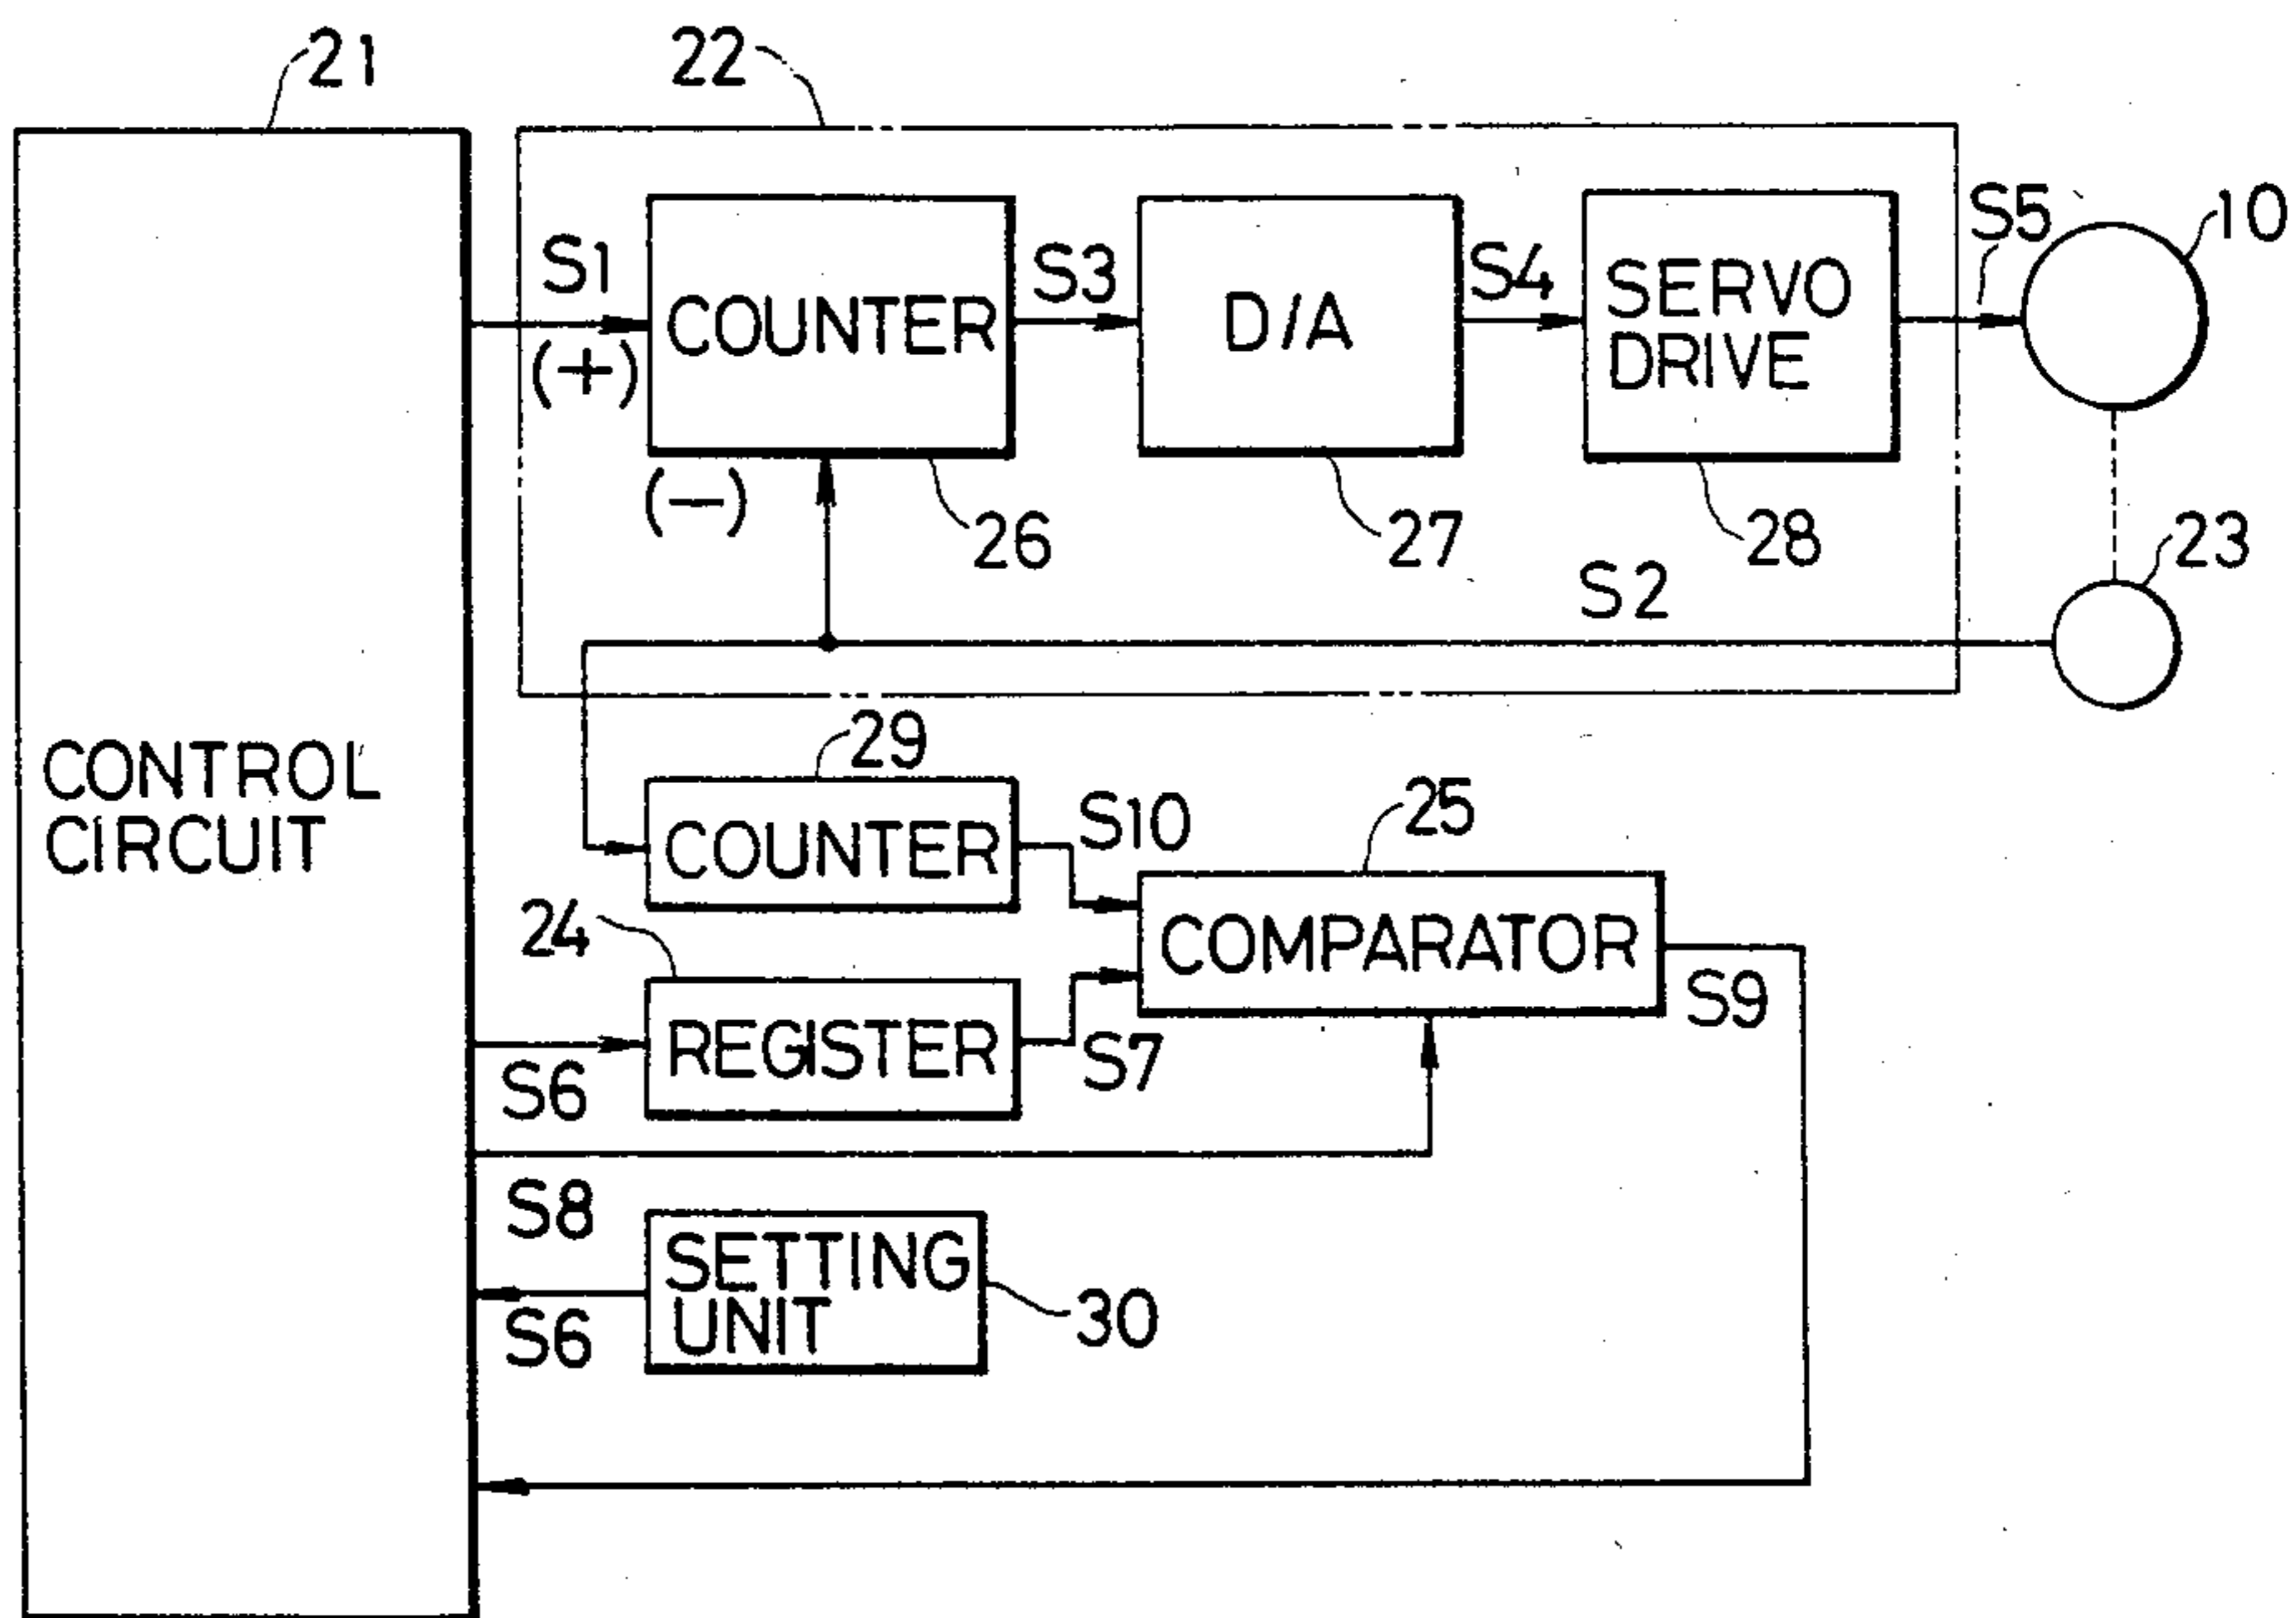 21
22
S1
(+)
COUNTER
S3
D/A
S4
SERVO
DRIVE
S5
10
(—)
26
27
28
23
S2
CONTROL
CIRCUIT
29
COUNTER
S10
25
24
COMPARATOR
S9
REGISTER
S6
S7
S8
SETTING
UNIT
S6
30